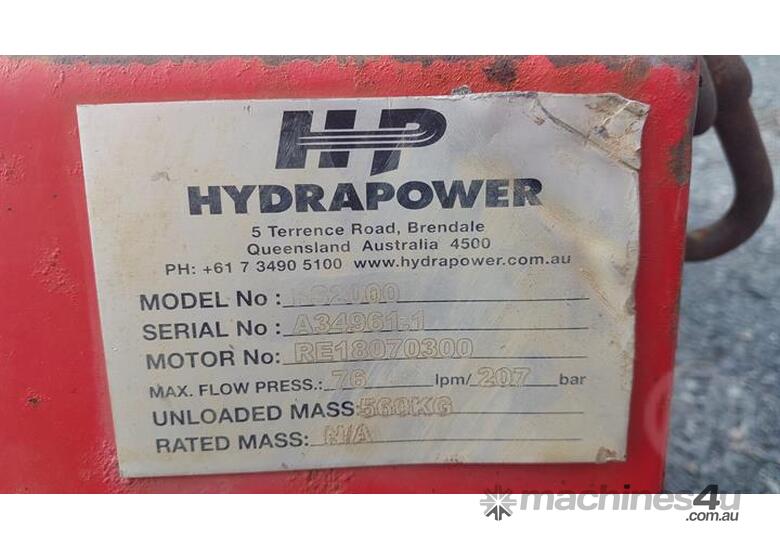 HP
HYDRAPOWER
5 Terrence Road, Brendale
Queensland Australia 4500
PH: +61 7 3490 5100 www.hydrapower.com.au
MODEL No :
SERIAL No : A34961-1
MOTOR No: RE18070300
MAX. FLOW PRESS.: 76 lpm/ 207 bar
UNLOADED MASS: 560KG
RATED MASS: N/A
machines4u
.com.au